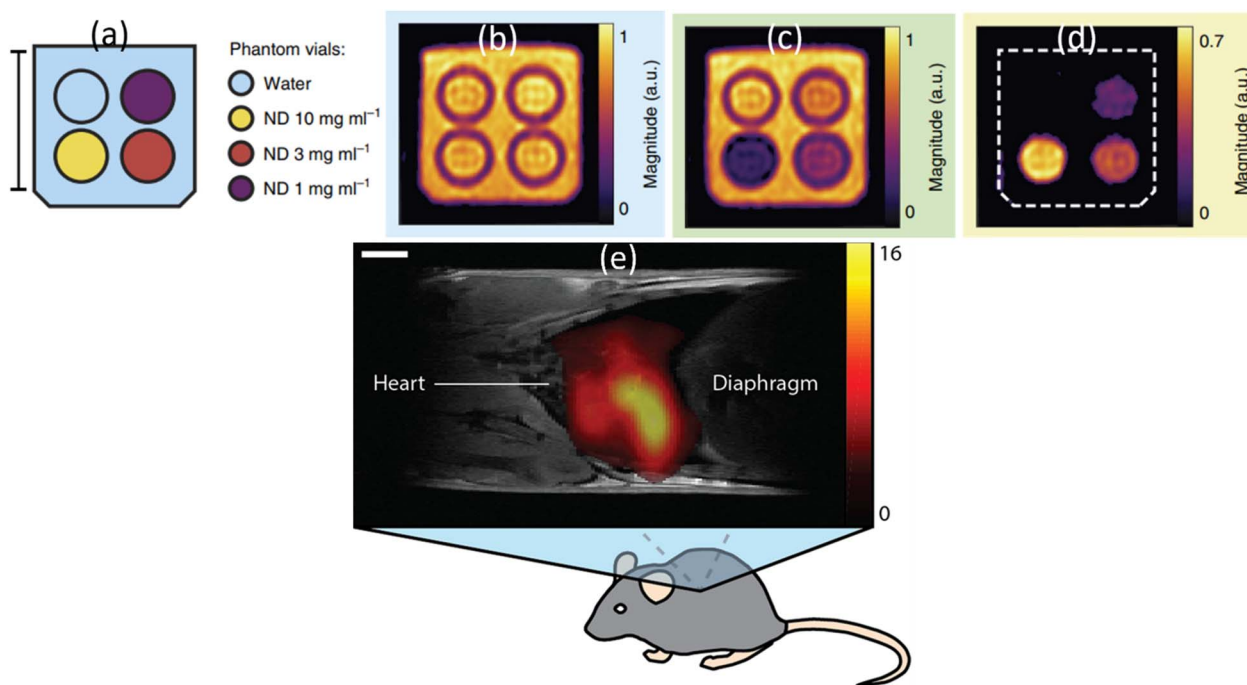 (a)
Phantom vials:
Water
ND 10 mg ml⁻¹
ND 3 mg ml⁻¹
ND 1 mg ml⁻¹
(b)
1
0
Magnitude (a.u.)
(c)
1
0
Magnitude (a.u.)
(d)
0.7
0
Magnitude (a.u.)
(e)
16
Heart
Diaphragm
0